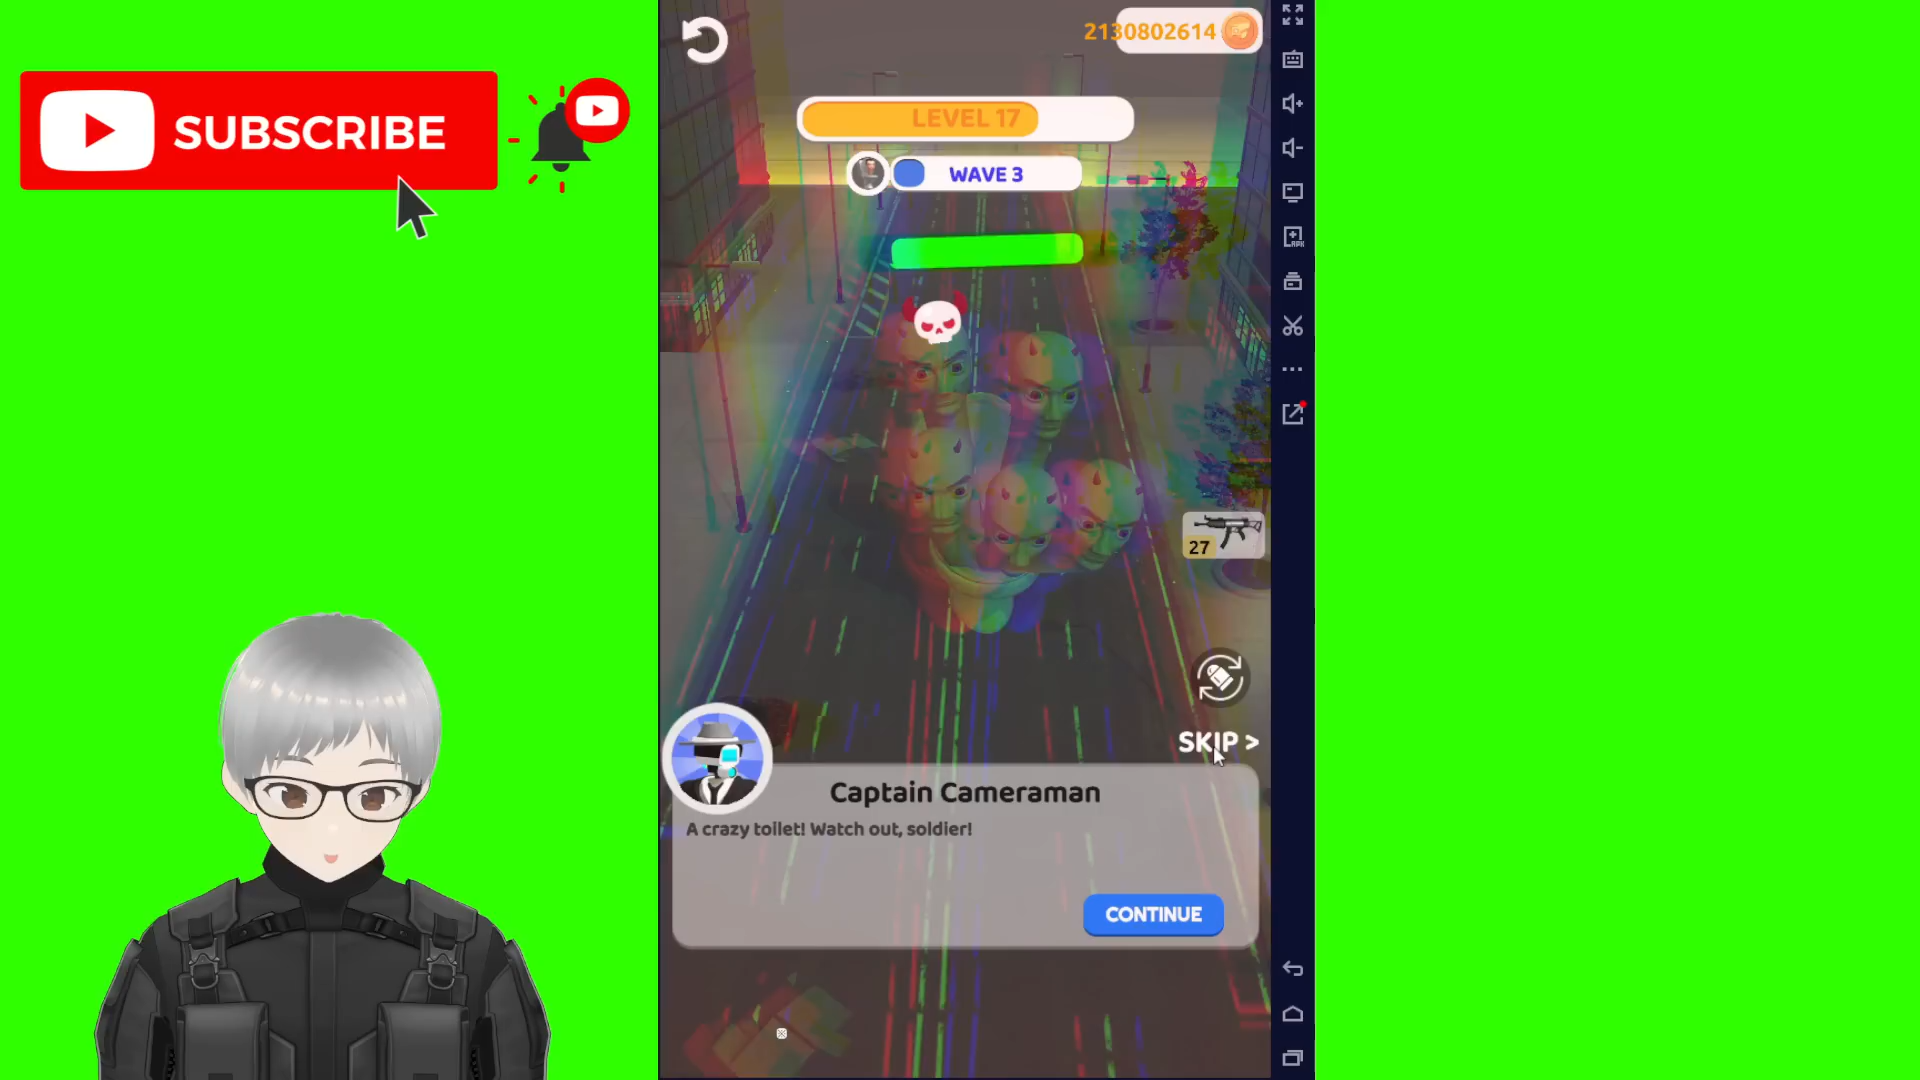 SUBSCRIBE
2130802614
LEVEL 17
WAVE 3
27
SKIP >
Captain Cameraman
A crazy toilet! Watch out, soldier!
CONTINUE